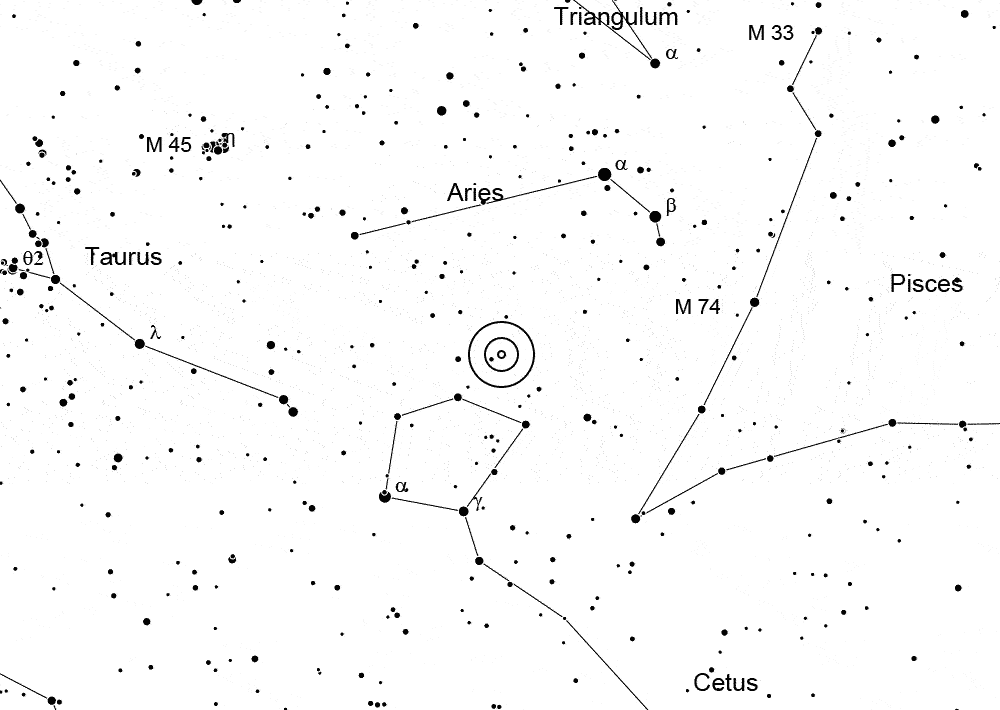 Triangulum
α
M 33
M 45
η
Aries
α
β
θ2
Taurus
Pisces
M 74
λ
α
γ
Cetus